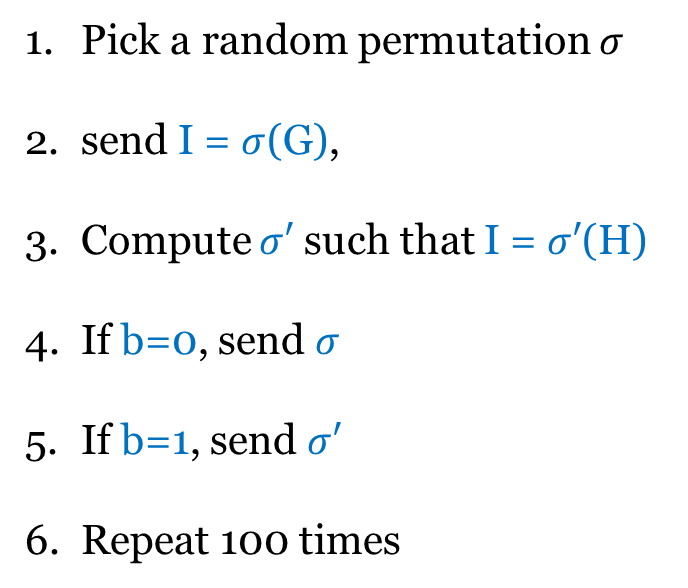 1. Pick a random permutation σ
2. send I = σ(G),
3. Compute σ′ such that I = σ′(H)
4. If b=0, send σ
5. If b=1, send σ′
6. Repeat 100 times